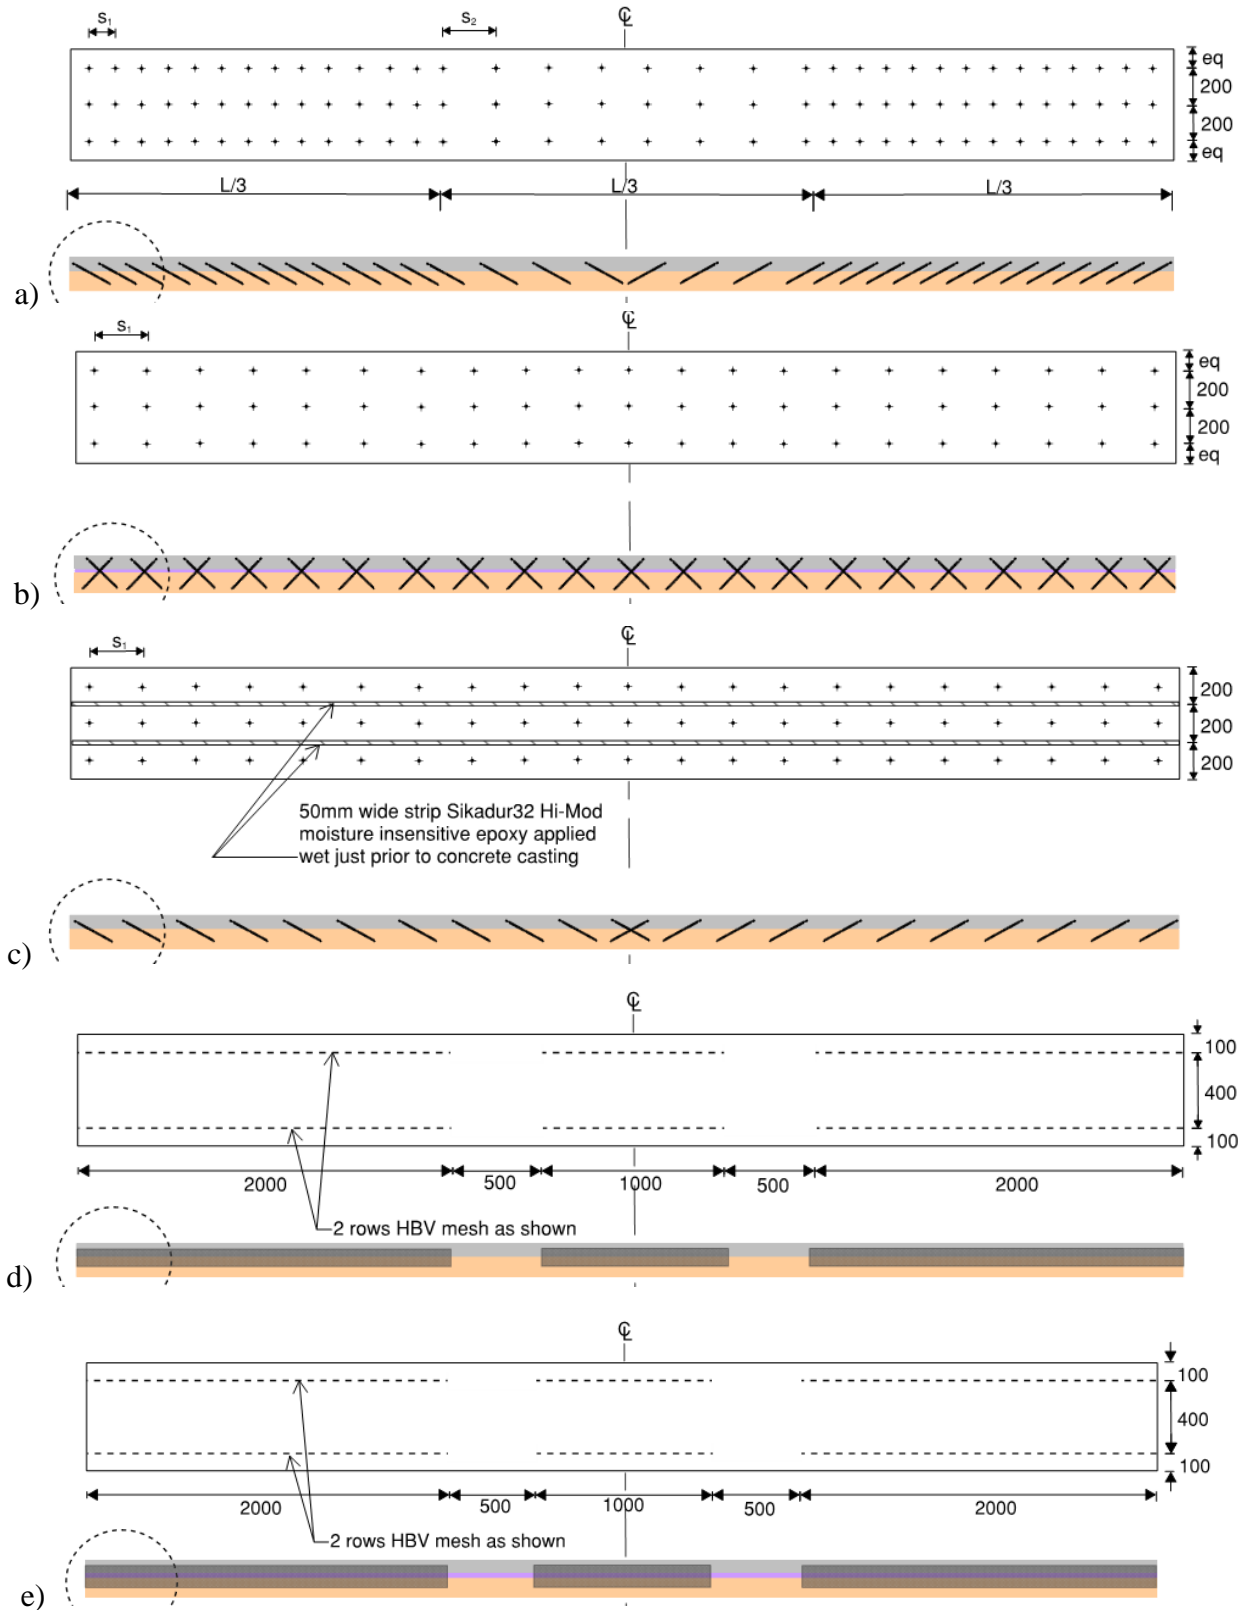 s₁
s₂
℄
eq
200
200
eq
L/3
L/3
L/3
a)
s₁
℄
eq
200
200
eq
b)
s₁
℄
200
200
200
50mm wide strip Sikadur32 Hi-Mod
moisture insensitive epoxy applied
wet just prior to concrete casting
c)
℄
100
400
100
2000
500
1000
500
2000
2 rows HBV mesh as shown
d)
℄
100
400
100
2000
500
1000
500
2000
2 rows HBV mesh as shown
e)